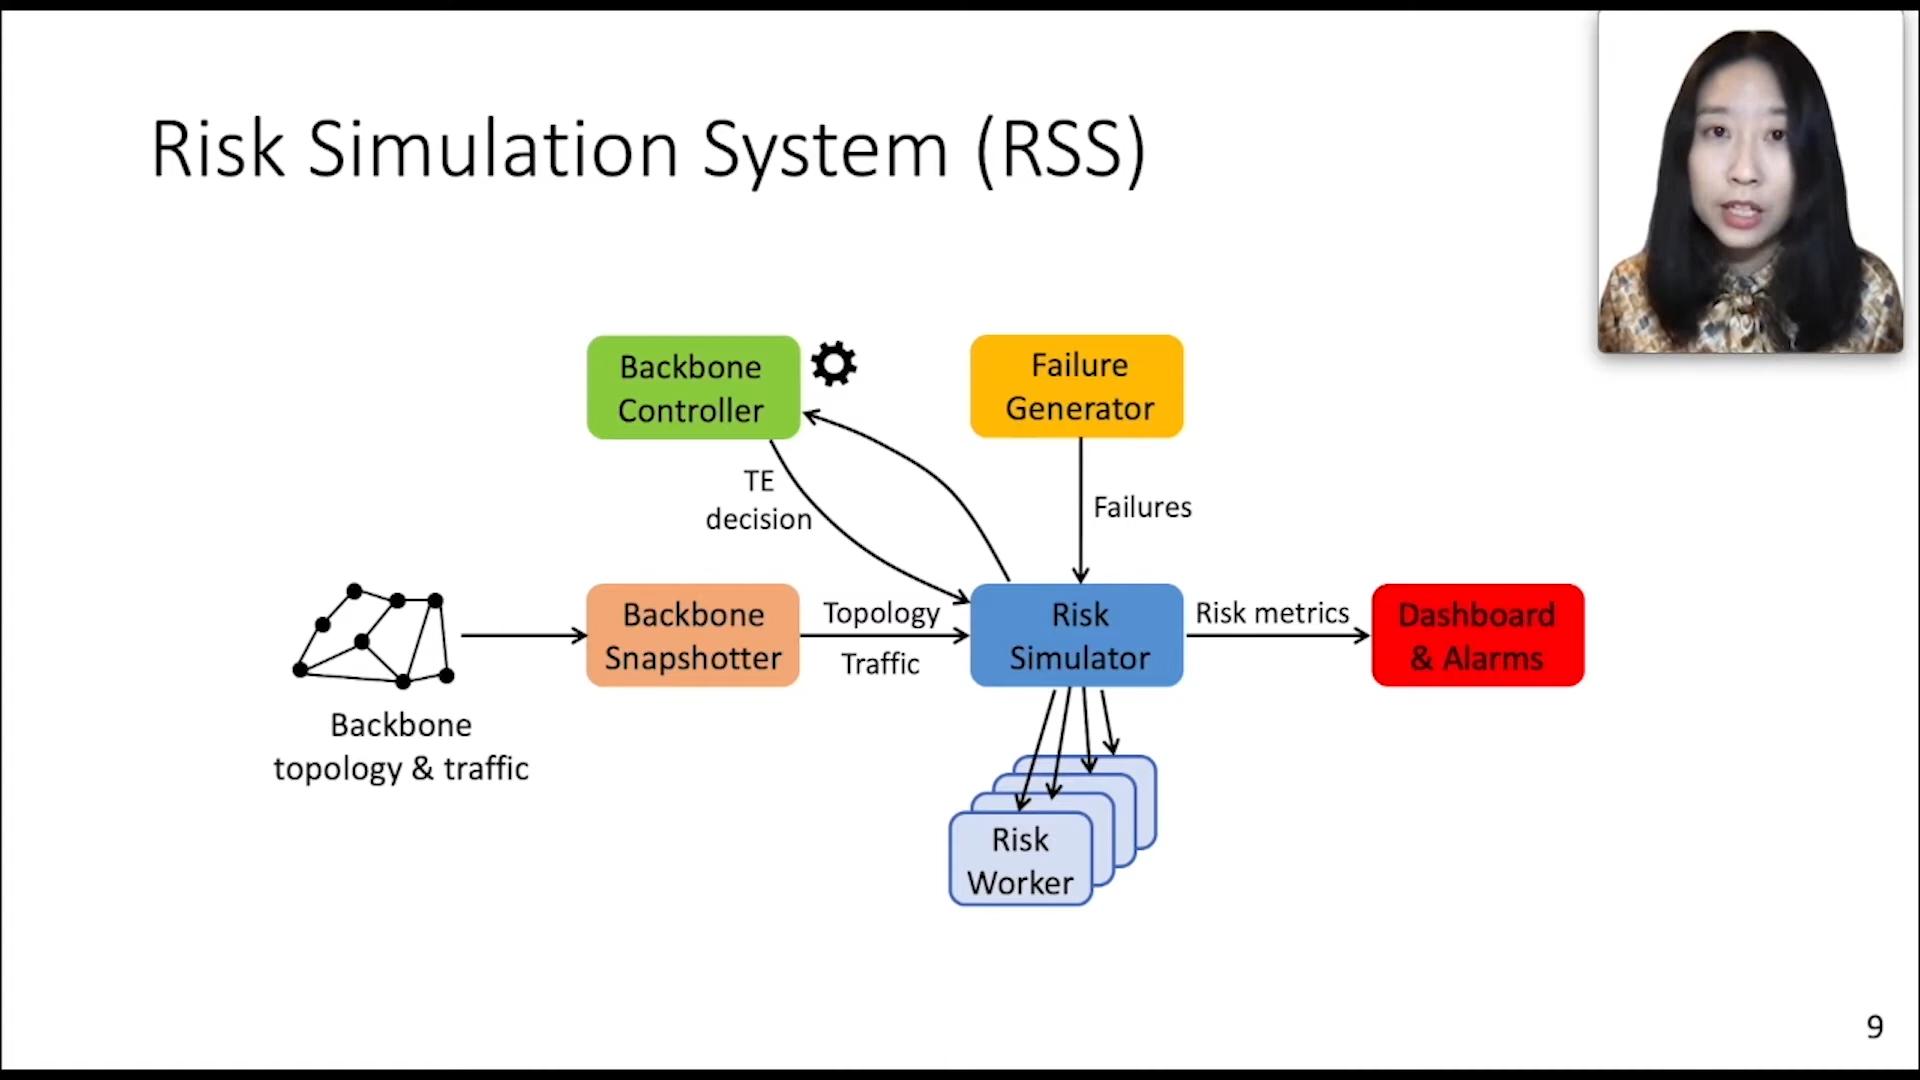 Risk Simulation System (RSS)
Backbone
Controller
Failure
Generator
TE
decision
Failures
Backbone
topology & traffic
Backbone
Snapshotter
Topology
Traffic
Risk
Simulator
Risk metrics
Dashboard
& Alarms
Risk
Worker
9